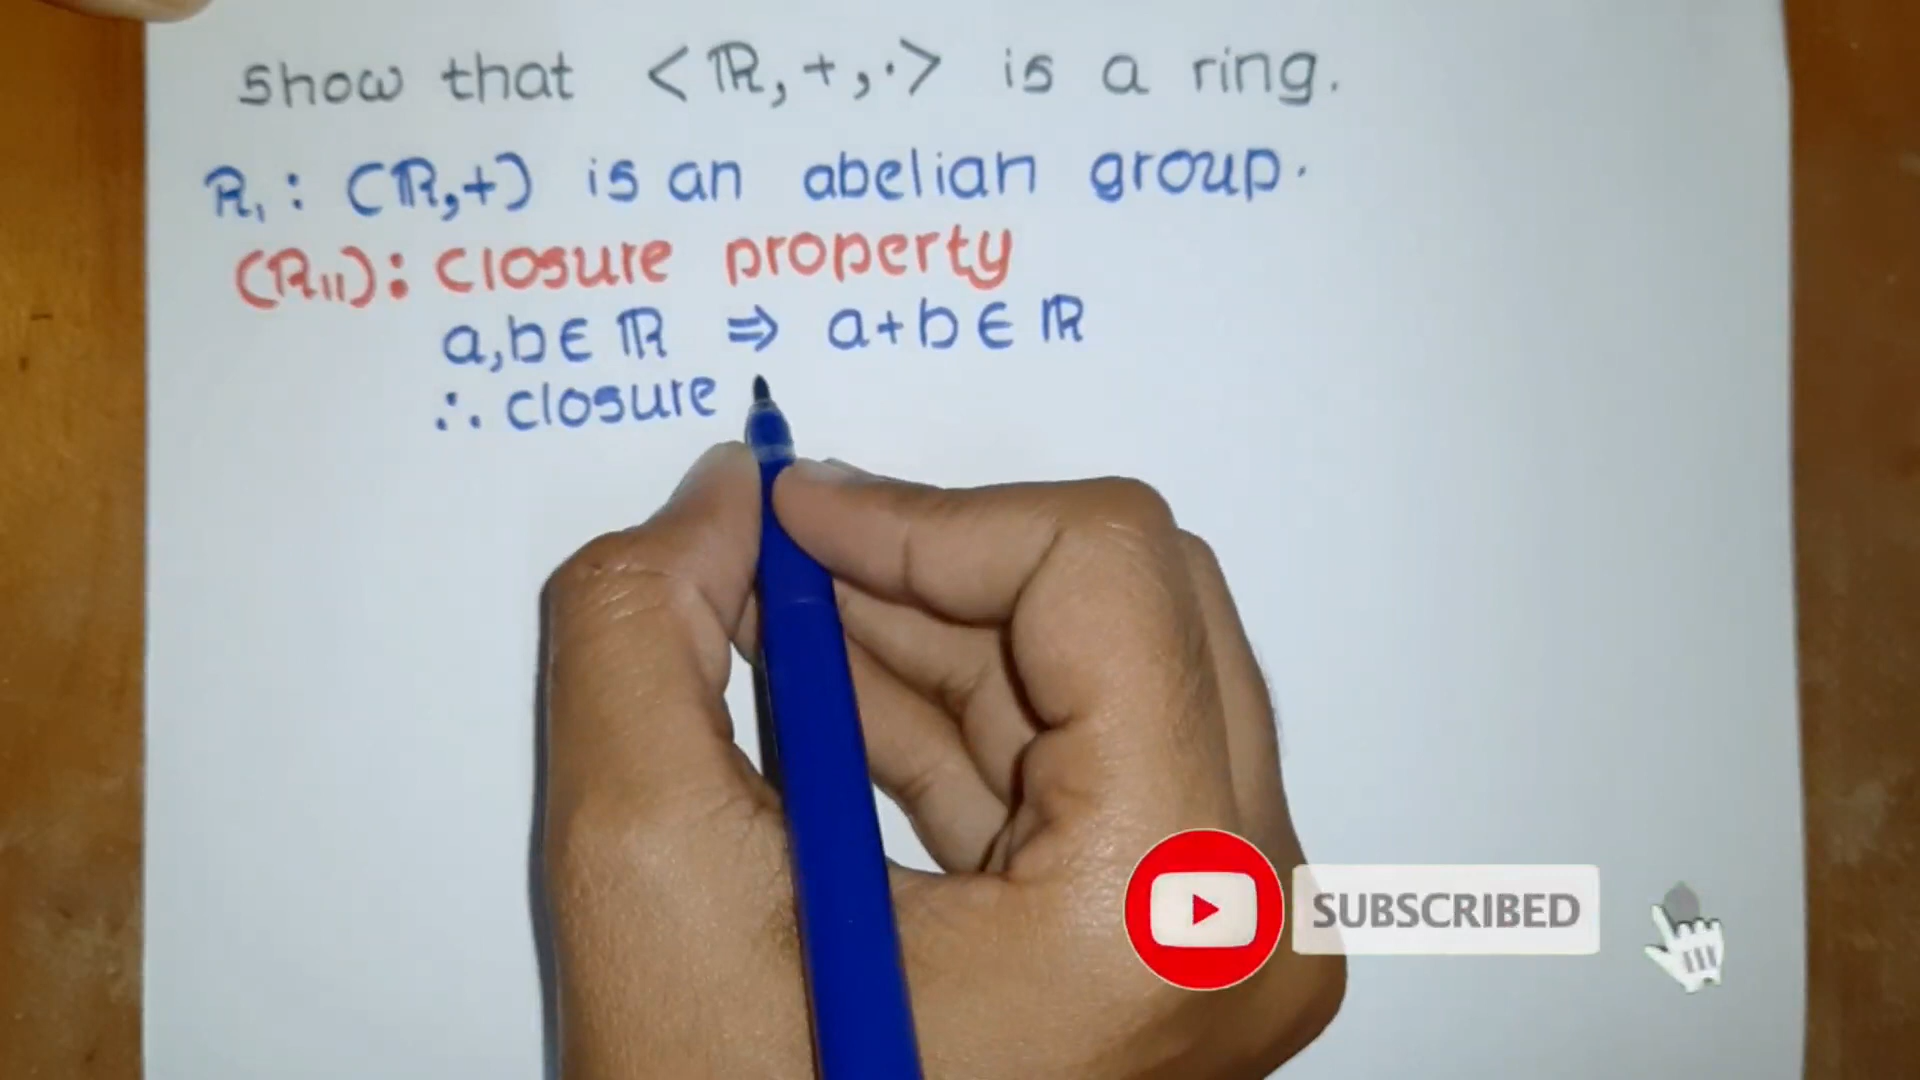 Show that <ℝ, +, ·> is a ring.
R₁ : (ℝ,+) is an abelian group.
(R₁₁): closure property
a,b ∈ ℝ ⇒ a+b ∈ ℝ
∴ closure
SUBSCRIBED